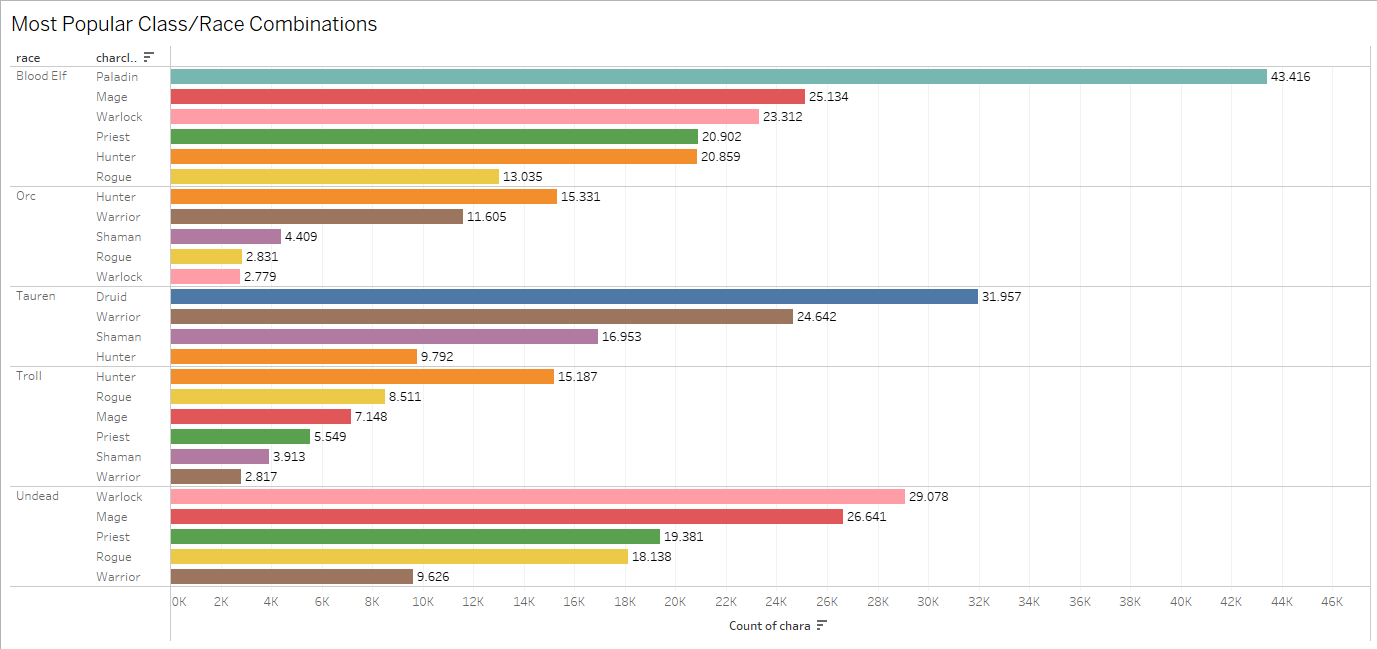 Most Popular Class/Race Combinations
race charcl..
Blood Elf Paladin 43.416
Mage 25.134
Warlock 23.312
Priest 20.902
Hunter 20.859
Rogue 13.035
Orc Hunter 15.331
Warrior 11.605
Shaman 4.409
Rogue 2.831
Warlock 2.779
Tauren Druid 31.957
Warrior 24.642
Shaman 16.953
Hunter 9.792
Troll Hunter 15.187
Rogue 8.511
Mage 7.148
Priest 5.549
Shaman 3.913
Warrior 2.817
Undead Warlock 29.078
Mage 26.641
Priest 19.381
Rogue 18.138
Warrior 9.626
0K 2K 4K 6K 8K 10K 12K 14K 16K 18K 20K 22K 24K 26K 28K 30K 32K 34K 36K 38K 40K 42K 44K 46K
Count of chara